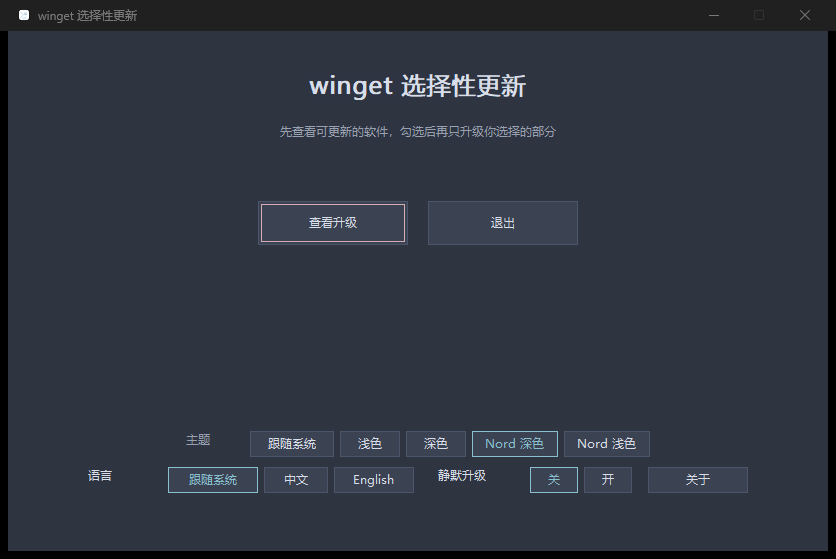 winget 选择性更新
winget 选择性更新
先查看可更新的软件，勾选后再只升级你选择的部分
查看升级 退出
主题 跟随系统 浅色 深色 Nord 深色 Nord 浅色
语言 跟随系统 中文 English 静默升级 关 开 关于